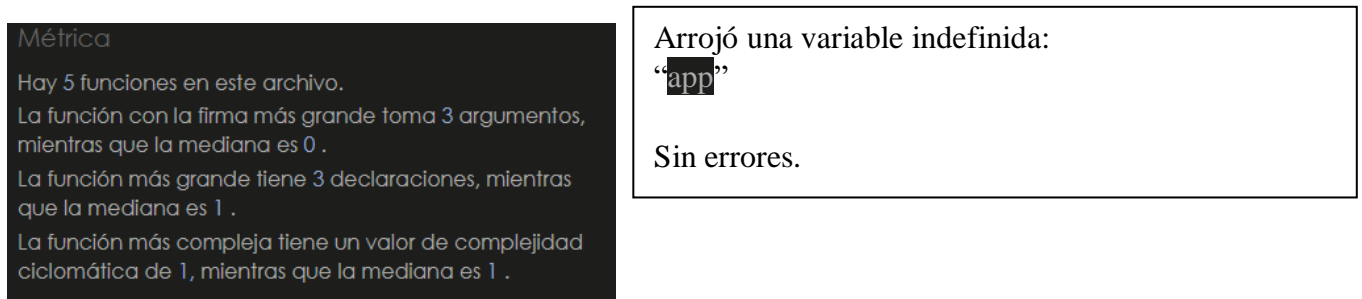 Métrica
Hay 5 funciones en este archivo.
La función con la firma más grande toma 3 argumentos,
mientras que la mediana es 0 .
La función más grande tiene 3 declaraciones, mientras
que la mediana es 1 .
La función más compleja tiene un valor de complejidad
ciclomática de 1, mientras que la mediana es 1 .
Arrojó una variable indefinida:
“app”
Sin errores.